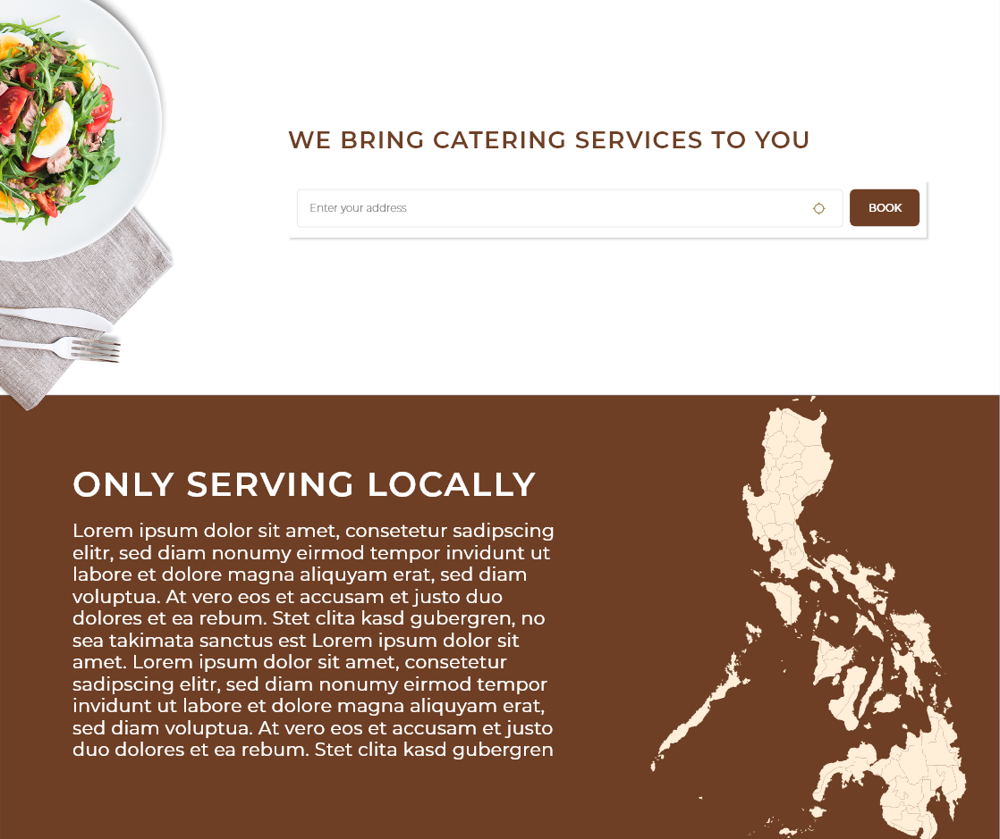 WE BRING CATERING SERVICES TO YOU
Enter your address
BOOK
ONLY SERVING LOCALLY
Lorem ipsum dolor sit amet, consetetur sadipscing
elitr, sed diam nonumy eirmod tempor invidunt ut
labore et dolore magna aliquyam erat, sed diam
voluptua. At vero eos et accusam et justo duo
dolores et ea rebum. Stet clita kasd gubergren, no
sea takimata sanctus est Lorem ipsum dolor sit
amet. Lorem ipsum dolor sit amet, consetetur
sadipscing elitr, sed diam nonumy eirmod tempor
invidunt ut labore et dolore magna aliquyam erat,
sed diam voluptua. At vero eos et accusam et justo
duo dolores et ea rebum. Stet clita kasd gubergren